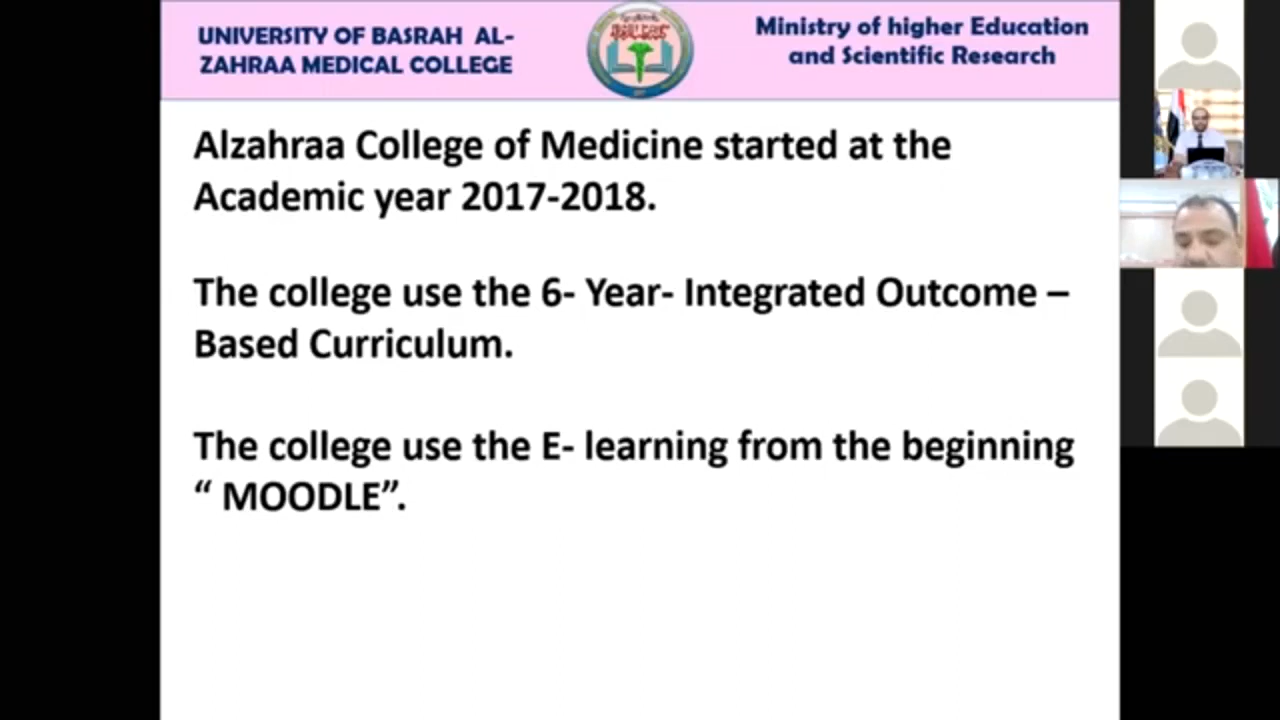 UNIVERSITY OF BASRAH AL-
ZAHRAA MEDICAL COLLEGE
Ministry of higher Education
and Scientific Research
Alzahraa College of Medicine started at the
Academic year 2017-2018.
The college use the 6- Year- Integrated Outcome –
Based Curriculum.
The college use the E- learning from the beginning
“ MOODLE”.